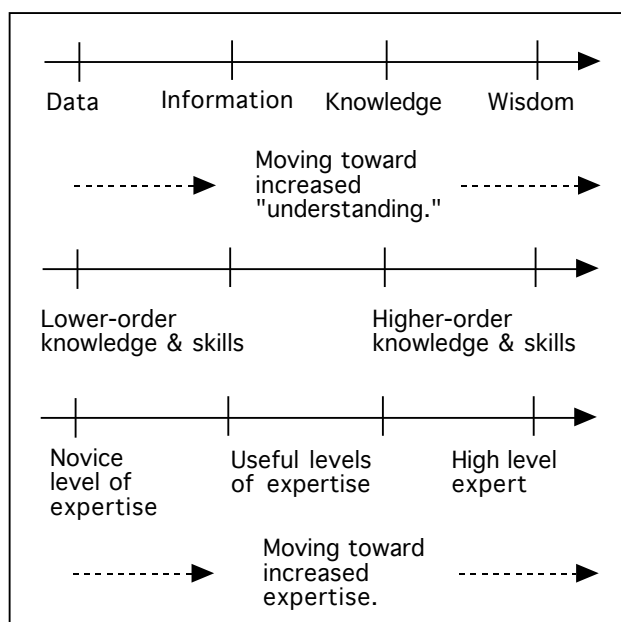 Data Information Knowledge Wisdom
Moving toward
increased
"understanding."
Lower-order
knowledge & skills
Higher-order
knowledge & skills
Novice
level of
expertise
Useful levels
of expertise
High level
expert
Moving toward
increased
expertise.